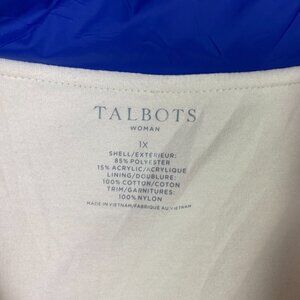 TALBOTS
WOMAN
1X
SHELL/EXTÉRIEUR:
85% POLYESTER
15% ACRYLIC/ACRYLIQUE
LINING/DOUBLURE:
100% COTTON/COTON
TRIM/GARNITURES:
100% NYLON
MADE IN VIETNAM/FABRIQUÉ AU VIETNAM